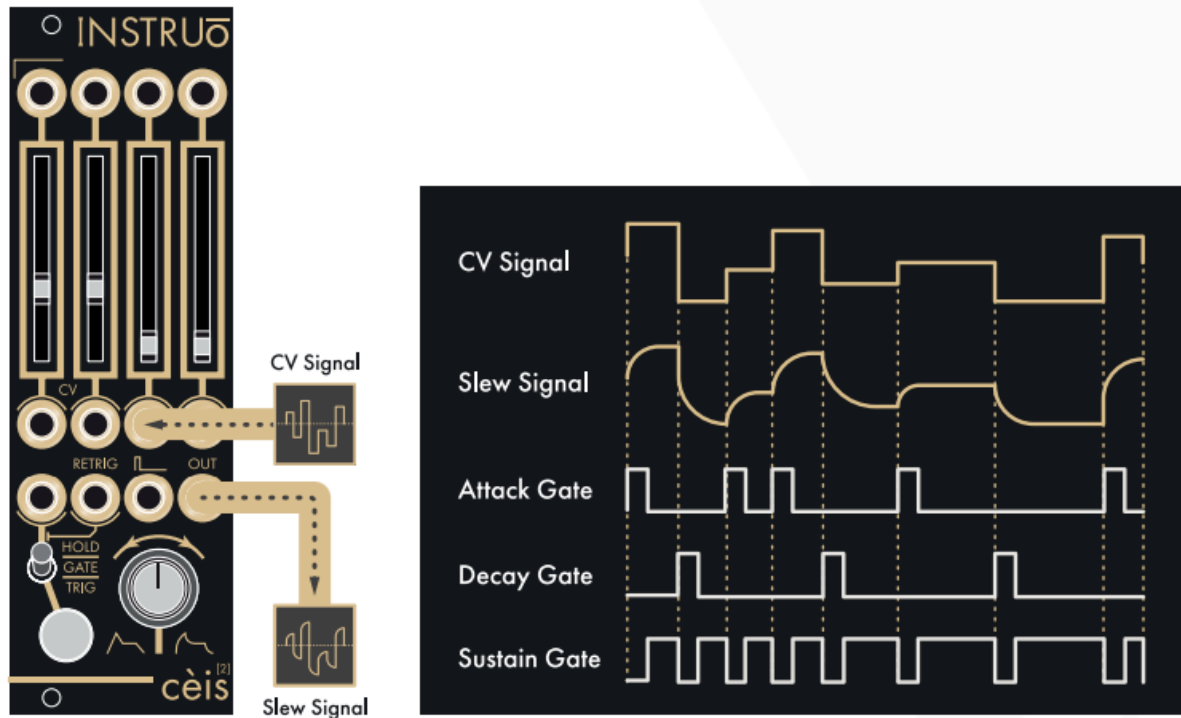 INSTRUō
CV
RETRIG
OUT
HOLD
GATE
TRIG
cèis [2]
CV Signal
Slew Signal
CV Signal
Slew Signal
Attack Gate
Decay Gate
Sustain Gate